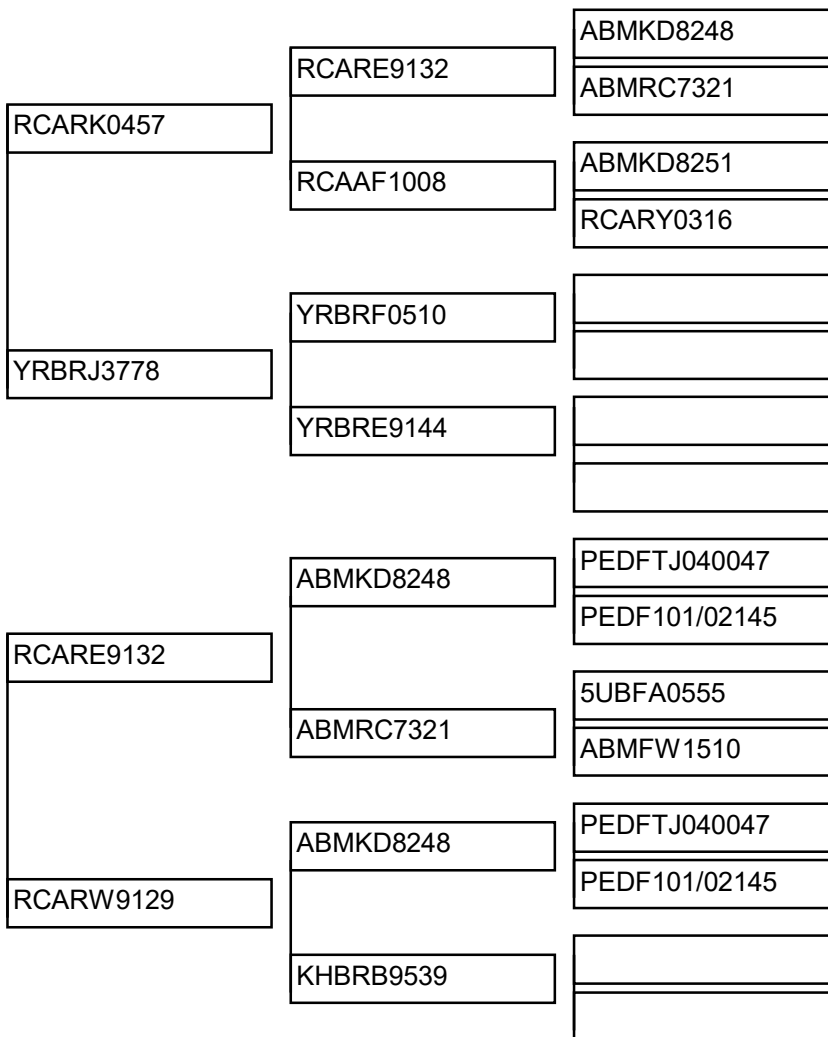 ABMKD8248
RCARE9132
ABMRC7321
RCARK0457
ABMKD8251
RCAAF1008
RCARY0316
YRBRF0510
YRBRJ3778
YRBRE9144
PEDFTJ040047
ABMKD8248
PEDF101/02145
RCARE9132
5UBFA0555
ABMRC7321
ABMFW1510
PEDFTJ040047
ABMKD8248
PEDF101/02145
RCARW9129
KHBRB9539